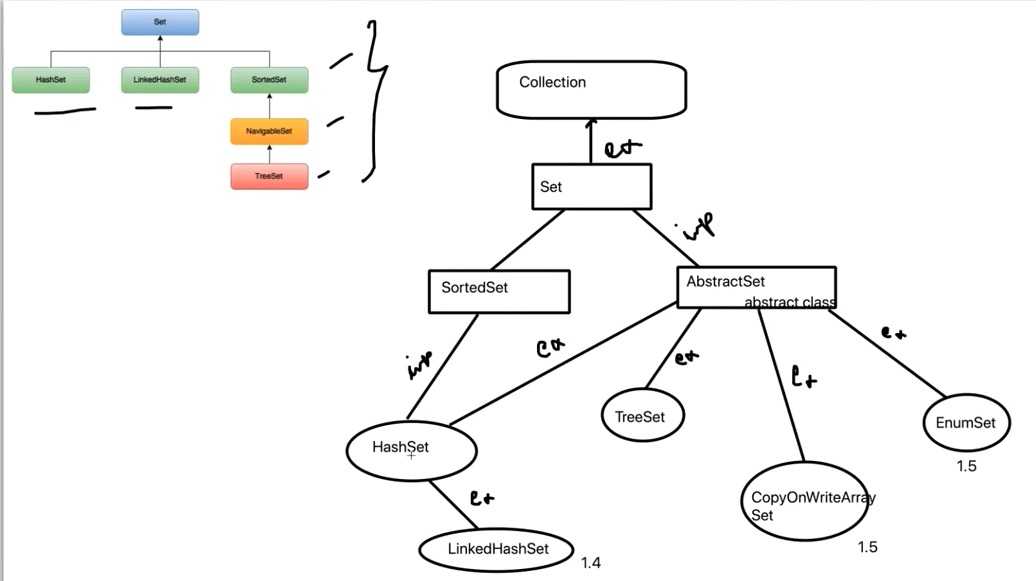 Set
HashSet
LinkedHashSet
SortedSet
NavigableSet
TreeSet
Collection
ex
Set
imp
SortedSet
AbstractSet
abstract class
imp
ex
ex
ex
ex
HashSet
TreeSet
EnumSet
1.5
CopyOnWriteArray
Set
1.5
ex
LinkedHashSet
1.4